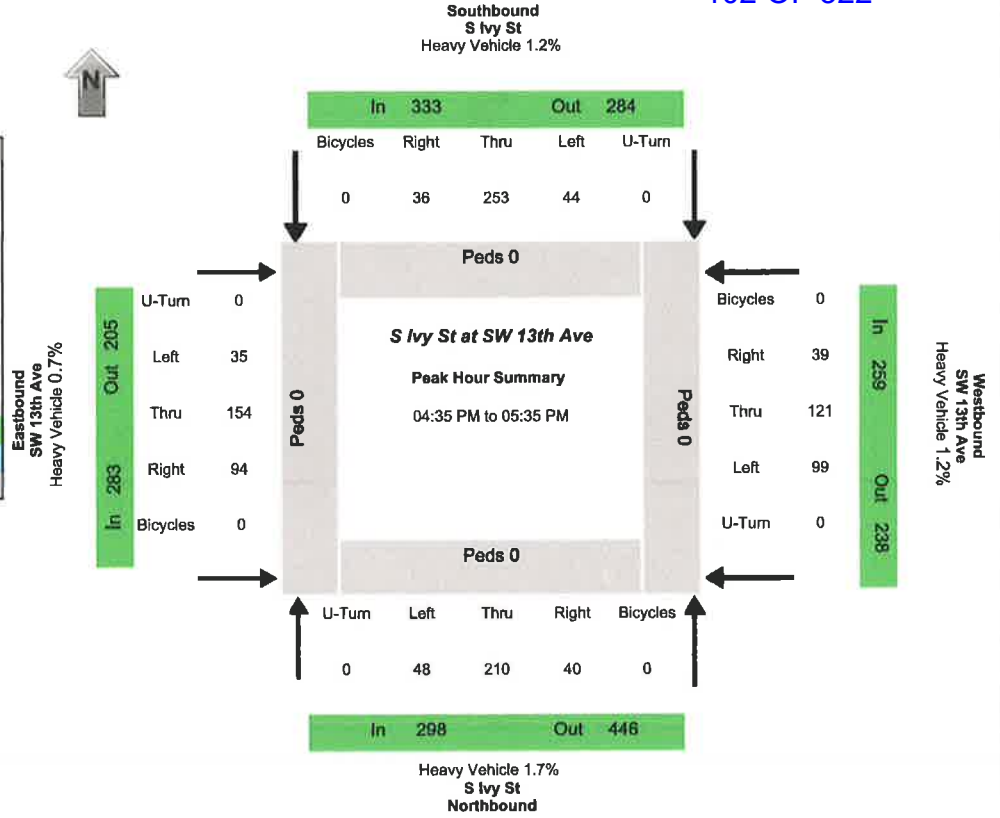 Southbound
S Ivy St
Heavy Vehicle 1.2%
N
In 333 Out 284
Bicycles Right Thru Left U-Turn
0 36 253 44 0
Peds 0
U-Turn 0
Left 35
Thru 154
Right 94
Bicycles 0
Out 205
In 283
Eastbound
SW 13th Ave
Heavy Vehicle 0.7%
Peds 0
S Ivy St at SW 13th Ave
Peak Hour Summary
04:35 PM to 05:35 PM
Peds 0
Bicycles 0
Right 39
Thru 121
Left 99
U-Turn 0
In 259
Out 238
Westbound
SW 13th Ave
Heavy Vehicle 1.2%
Peds 0
U-Turn Left Thru Right Bicycles
0 48 210 40 0
In 298 Out 446
Heavy Vehicle 1.7%
S Ivy St
Northbound